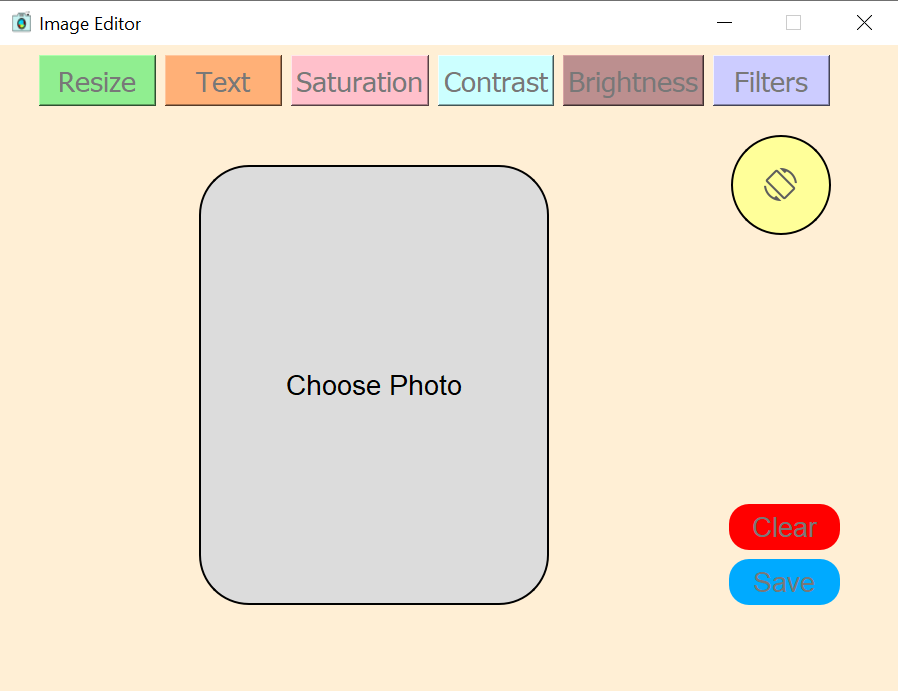 Image Editor
Resize Text Saturation Contrast Brightness Filters
Choose Photo
Clear
Save